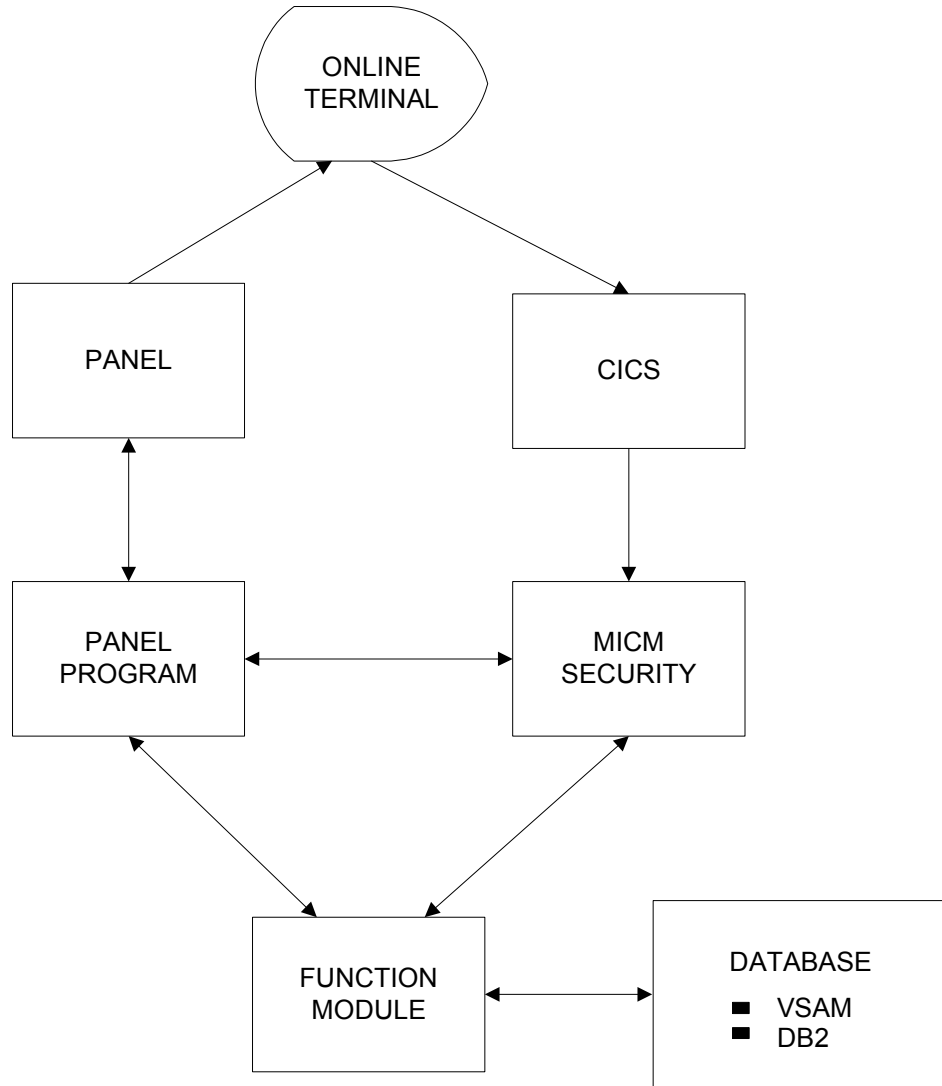 ONLINE
TERMINAL
PANEL
CICS
PANEL
PROGRAM
MICM
SECURITY
FUNCTION
MODULE
DATABASE
VSAM
DB2